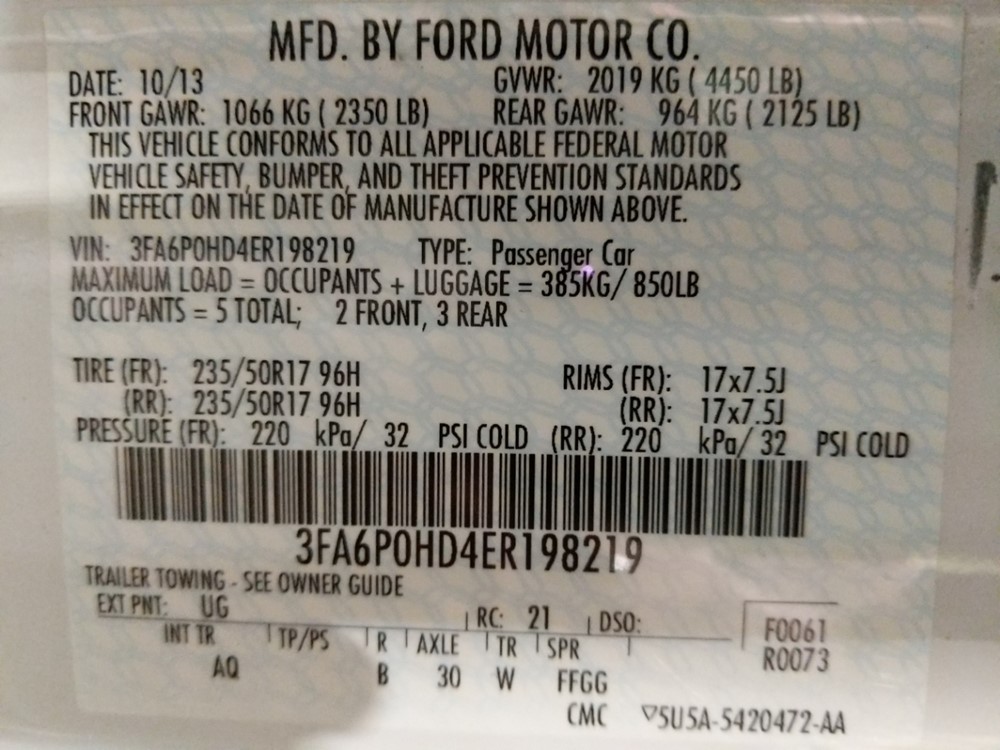 MFD. BY FORD MOTOR CO.
DATE: 10/13 GVWR: 2019 KG ( 4450 LB)
FRONT GAWR: 1066 KG ( 2350 LB) REAR GAWR: 964 KG ( 2125 LB)
THIS VEHICLE CONFORMS TO ALL APPLICABLE FEDERAL MOTOR
VEHICLE SAFETY, BUMPER, AND THEFT PREVENTION STANDARDS
IN EFFECT ON THE DATE OF MANUFACTURE SHOWN ABOVE.
VIN: 3FA6P0HD4ER198219 TYPE: Passenger Car
MAXIMUM LOAD = OCCUPANTS + LUGGAGE = 385KG/ 850LB
OCCUPANTS = 5 TOTAL; 2 FRONT, 3 REAR
TIRE (FR): 235/50R17 96H RIMS (FR): 17x7.5J
(RR): 235/50R17 96H (RR): 17x7.5J
PRESSURE (FR): 220 kPa/ 32 PSI COLD (RR): 220 kPa/ 32 PSI COLD
3FA6P0HD4ER198219
TRAILER TOWING - SEE OWNER GUIDE
EXT PNT: UG RC: 21 DSO: F0061
INT TR TP/PS R AXLE TR SPR R0073
AQ B 30 W FFGG
CMC ▽5U5A-5420472-AA